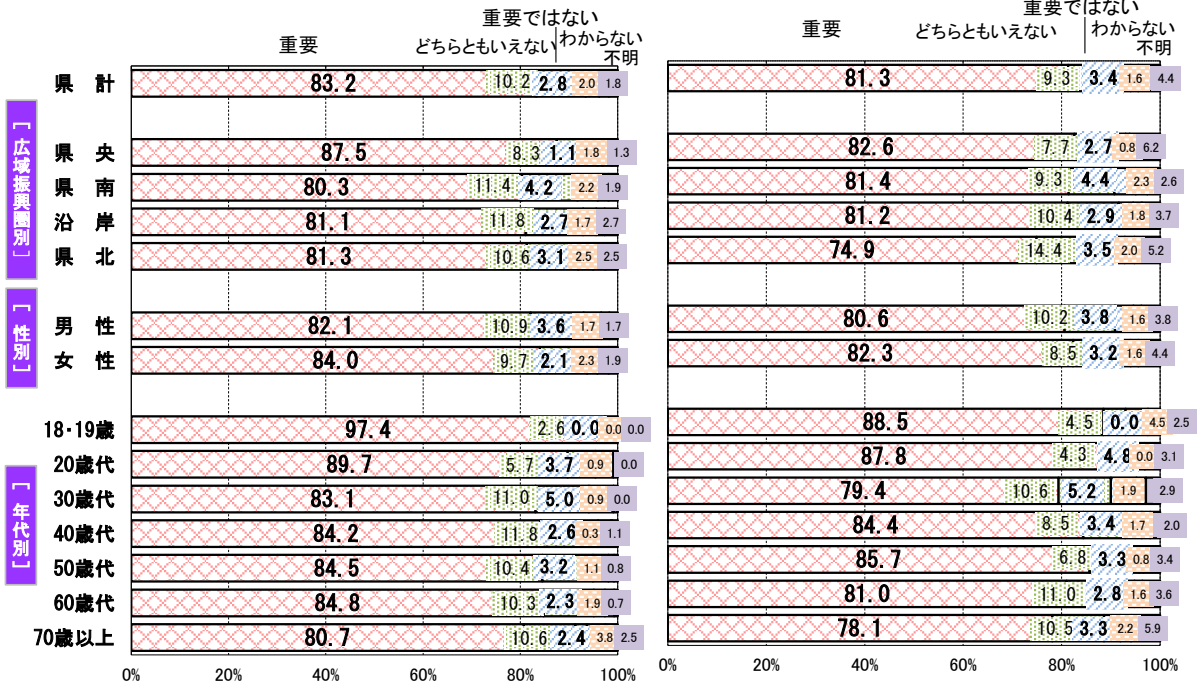 重要ではない
重要 どちらともいえない わからない
不明
県 計 83.2 10.2 2.8 2.0 1.8
[広域振興圏別]
県 央 87.5 8.3 1.1 1.8 1.3
県 南 80.3 11.4 4.2 2.2 1.9
沿 岸 81.1 11.8 2.7 1.7 2.7
県 北 81.3 10.6 3.1 2.5 2.5
[性別]
男 性 82.1 10.9 3.6 1.7 1.7
女 性 84.0 9.7 2.1 2.3 1.9
[年代別]
18・19歳 97.4 2.6 0.0 0.0 0.0
20歳代 89.7 5.7 3.7 0.9 0.0
30歳代 83.1 11.0 5.0 0.9 0.0
40歳代 84.2 11.8 2.6 0.3 1.1
50歳代 84.5 10.4 3.2 1.1 0.8
60歳代 84.8 10.3 2.3 1.9 0.7
70歳以上 80.7 10.6 2.4 3.8 2.5
0% 20% 40% 60% 80% 100%
重要ではない
重要 どちらともいえない わからない
不明
81.3 9.3 3.4 1.6 4.4
82.6 7.7 2.7 0.8 6.2
81.4 9.3 4.4 2.3 2.6
81.2 10.4 2.9 1.8 3.7
74.9 14.4 3.5 2.0 5.2
80.6 10.2 3.8 1.6 3.8
82.3 8.5 3.2 1.6 4.4
88.5 4.5 0.0 4.5 2.5
87.8 4.3 4.8 0.0 3.1
79.4 10.6 5.2 1.9 2.9
84.4 8.5 3.4 1.7 2.0
85.7 6.8 3.3 0.8 3.4
81.0 11.0 2.8 1.6 3.6
78.1 10.5 3.3 2.2 5.9
0% 20% 40% 60% 80% 100%